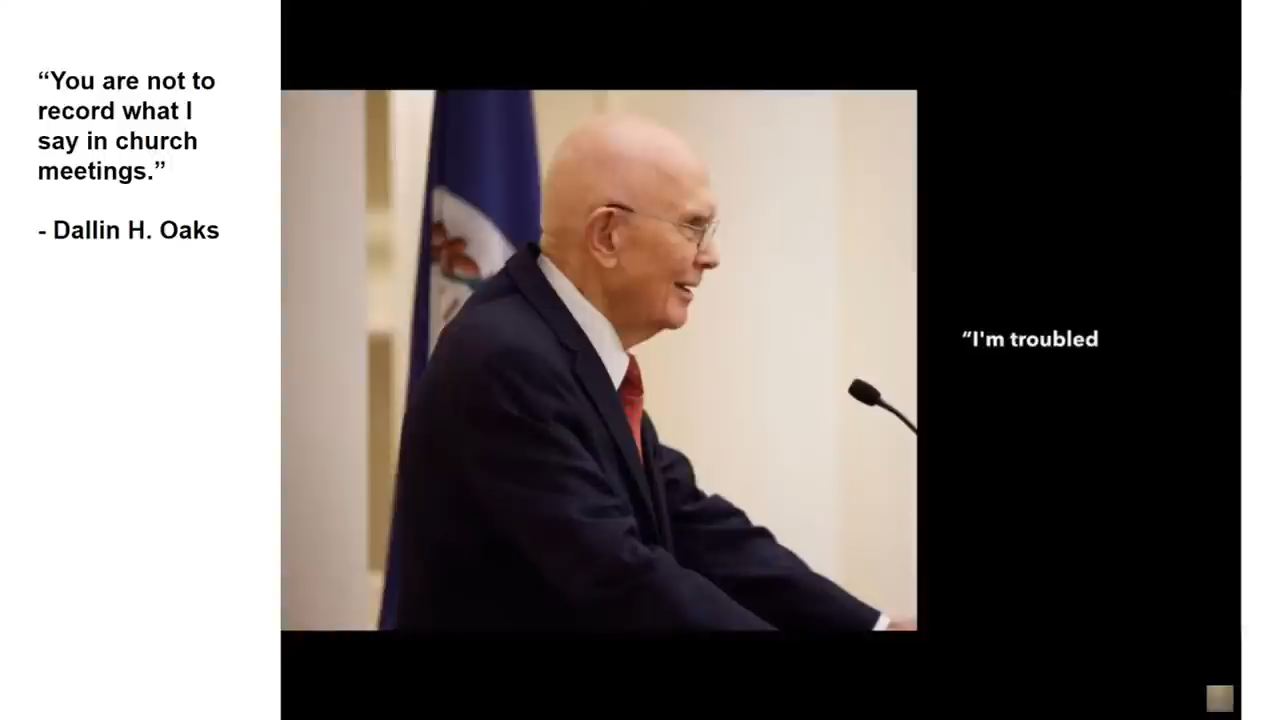 “You are not to
record what I
say in church
meetings.”
- Dallin H. Oaks
“I'm troubled